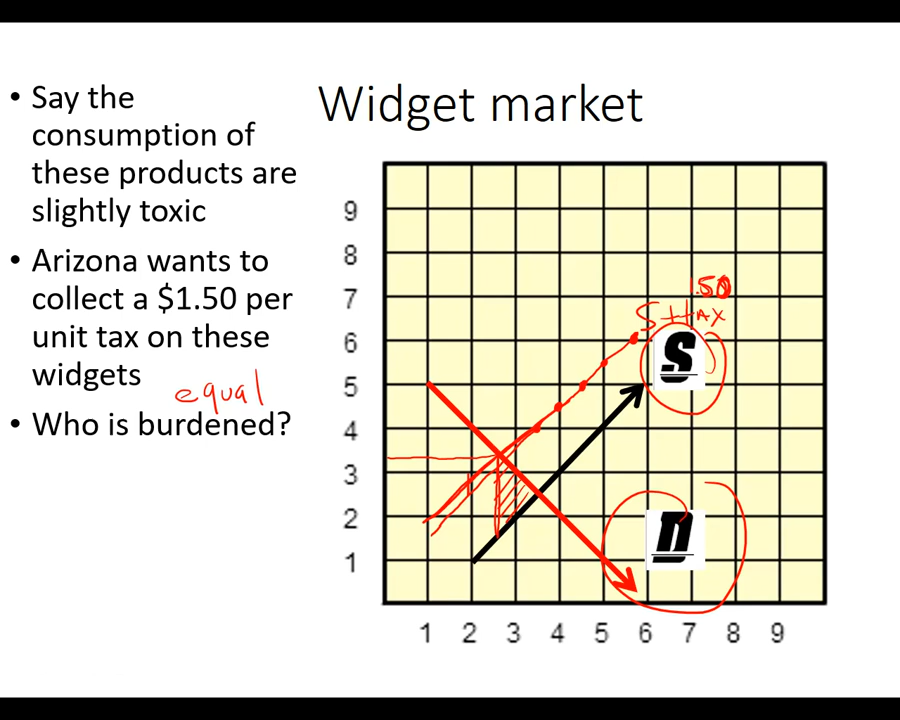 Widget market
• Say the
consumption of
these products are
slightly toxic
• Arizona wants to
collect a $1.50 per
unit tax on these
widgets
equal
• Who is burdened?
9
8
7
6
5
4
3
2
1
1.50
S+tax
S
D
1 2 3 4 5 6 7 8 9